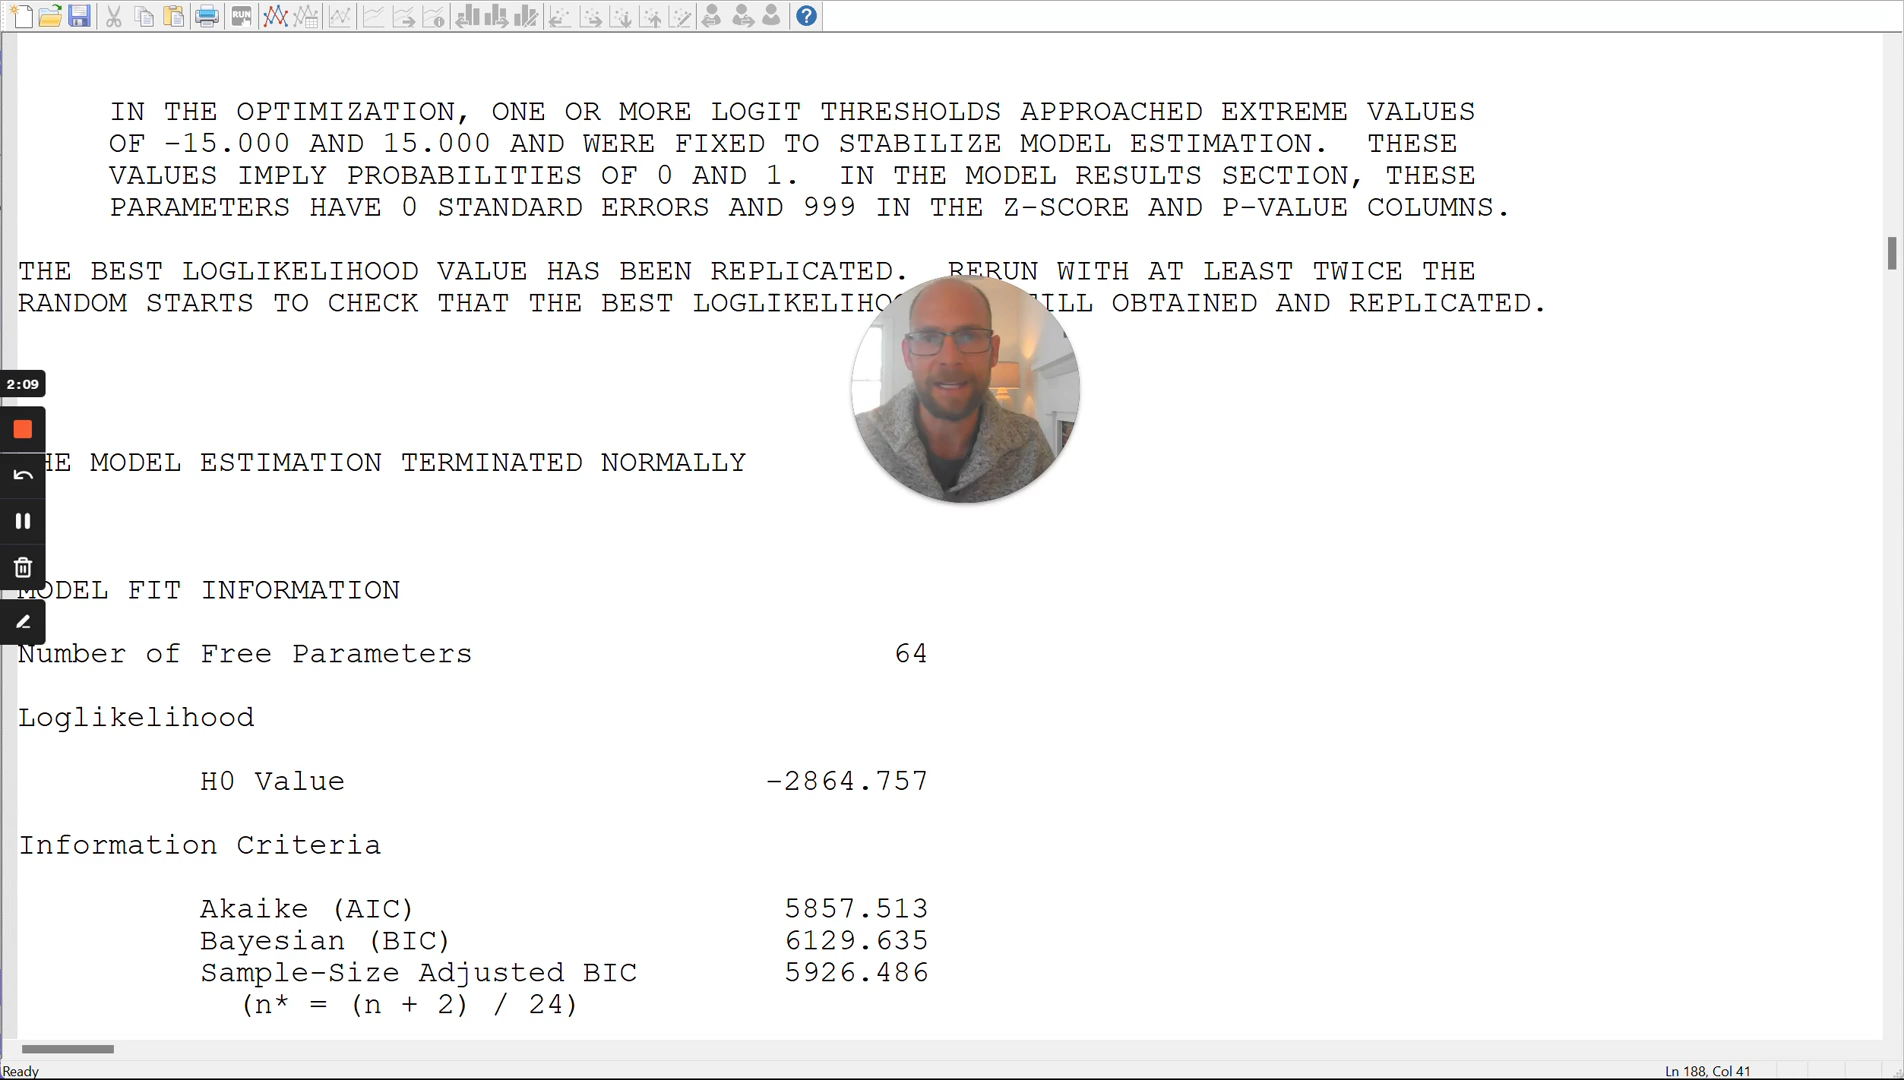 RUN
IN THE OPTIMIZATION, ONE OR MORE LOGIT THRESHOLDS APPROACHED EXTREME VALUES
OF -15.000 AND 15.000 AND WERE FIXED TO STABILIZE MODEL ESTIMATION. THESE
VALUES IMPLY PROBABILITIES OF 0 AND 1. IN THE MODEL RESULTS SECTION, THESE
PARAMETERS HAVE 0 STANDARD ERRORS AND 999 IN THE Z-SCORE AND P-VALUE COLUMNS.
THE BEST LOGLIKELIHOOD VALUE HAS BEEN REPLICATED. RERUN WITH AT LEAST TWICE THE
RANDOM STARTS TO CHECK THAT THE BEST OBTAINED AND REPLICATED.
2:09
HE MODEL ESTIMATION TERMINATED NORMALLY
MODEL FIT INFORMATION
Number of Free Parameters 64
Loglikelihood
H0 Value -2864.757
Information Criteria
Akaike (AIC) 5857.513
Bayesian (BIC) 6129.635
Sample-Size Adjusted BIC 5926.486
(n* = (n + 2) / 24)
Ready
Ln 188, Col 41